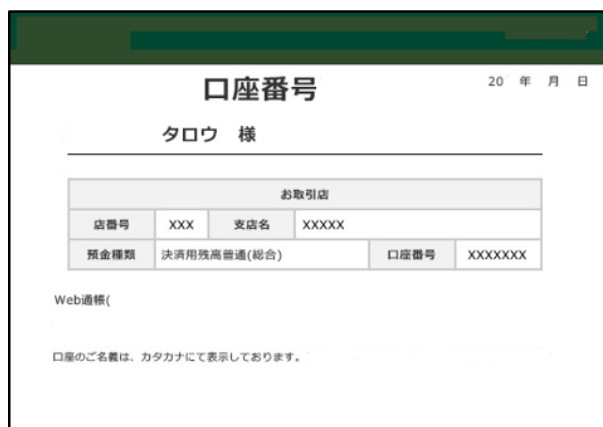 口座番号
20 年 月 日
タロウ 様
お取引店
店番号 XXX 支店名 XXXXX
預金種類 決済用残高普通(総合) 口座番号 XXXXXXX
Web通帳(
口座のご名義は、カタカナにて表示しております。